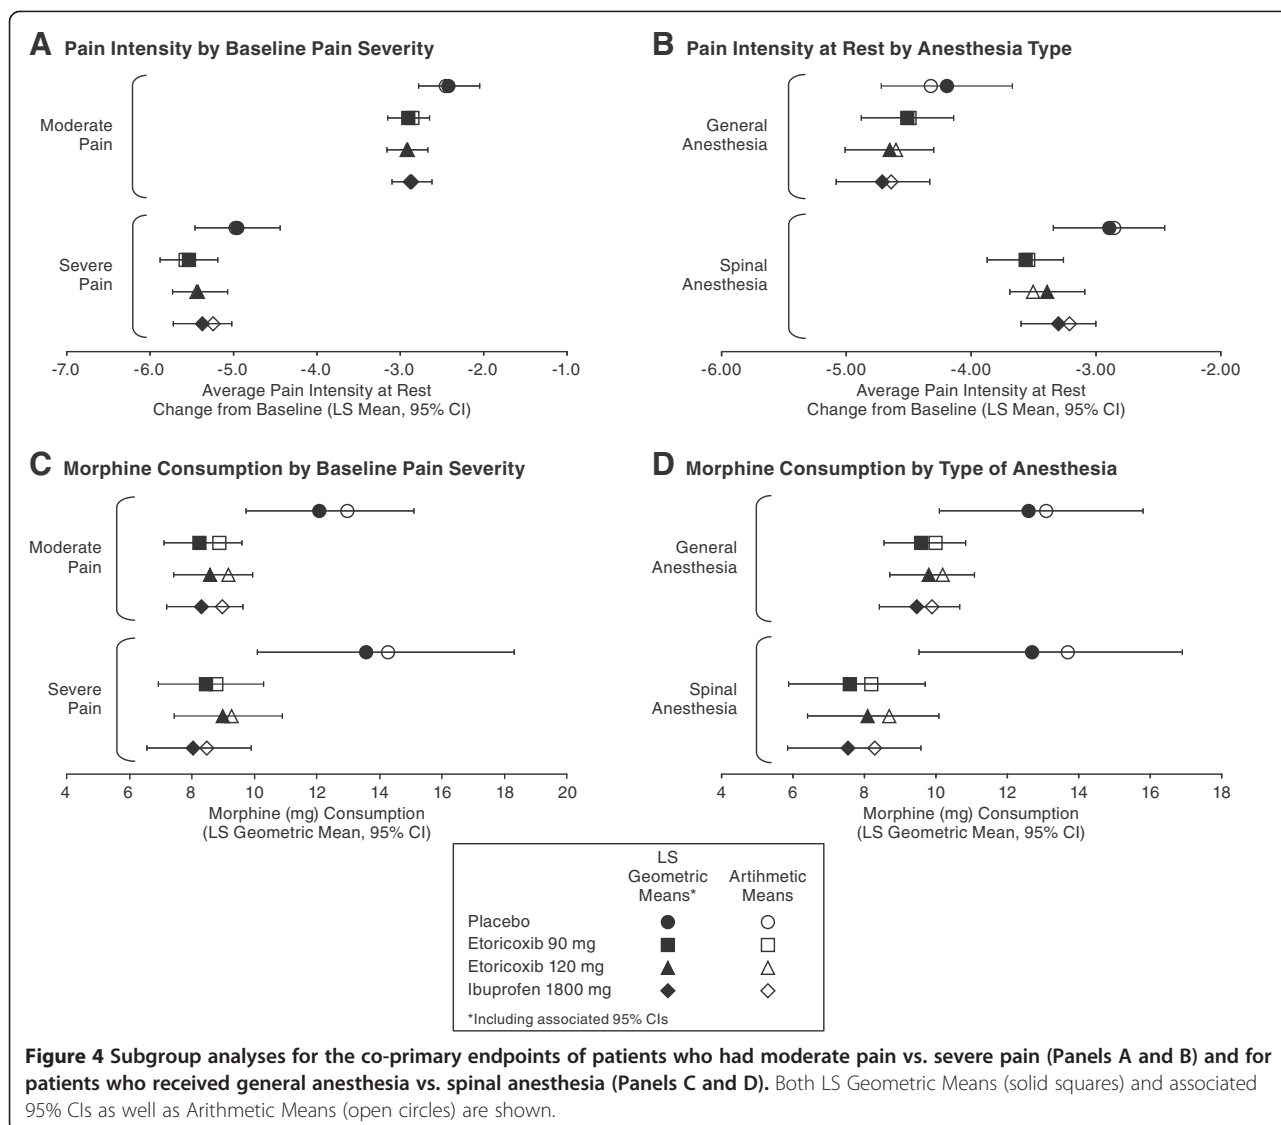 A Pain Intensity by Baseline Pain Severity
Moderate
Pain
Severe
Pain
-7.0 -6.0 -5.0 -4.0 -3.0 -2.0 -1.0
Average Pain Intensity at Rest
Change from Baseline (LS Mean, 95% CI)
B Pain Intensity at Rest by Anesthesia Type
General
Anesthesia
Spinal
Anesthesia
-6.00 -5.00 -4.00 -3.00 -2.00
Average Pain Intensity at Rest
Change from Baseline (LS Mean, 95% CI)
C Morphine Consumption by Baseline Pain Severity
Moderate
Pain
Severe
Pain
4 6 8 10 12 14 16 18 20
Morphine (mg) Consumption
(LS Geometric Mean, 95% CI)
D Morphine Consumption by Type of Anesthesia
General
Anesthesia
Spinal
Anesthesia
4 6 8 10 12 14 16 18
Morphine (mg) Consumption
(LS Geometric Mean, 95% CI)
LS
Geometric
Means*
Artihmetic
Means
Placebo
Etoricoxib 90 mg
Etoricoxib 120 mg
Ibuprofen 1800 mg
*Including associated 95% CIs
Figure 4 Subgroup analyses for the co-primary endpoints of patients who had moderate pain vs. severe pain (Panels A and B) and for
patients who received general anesthesia vs. spinal anesthesia (Panels C and D). Both LS Geometric Means (solid squares) and associated
95% CIs as well as Arithmetic Means (open circles) are shown.